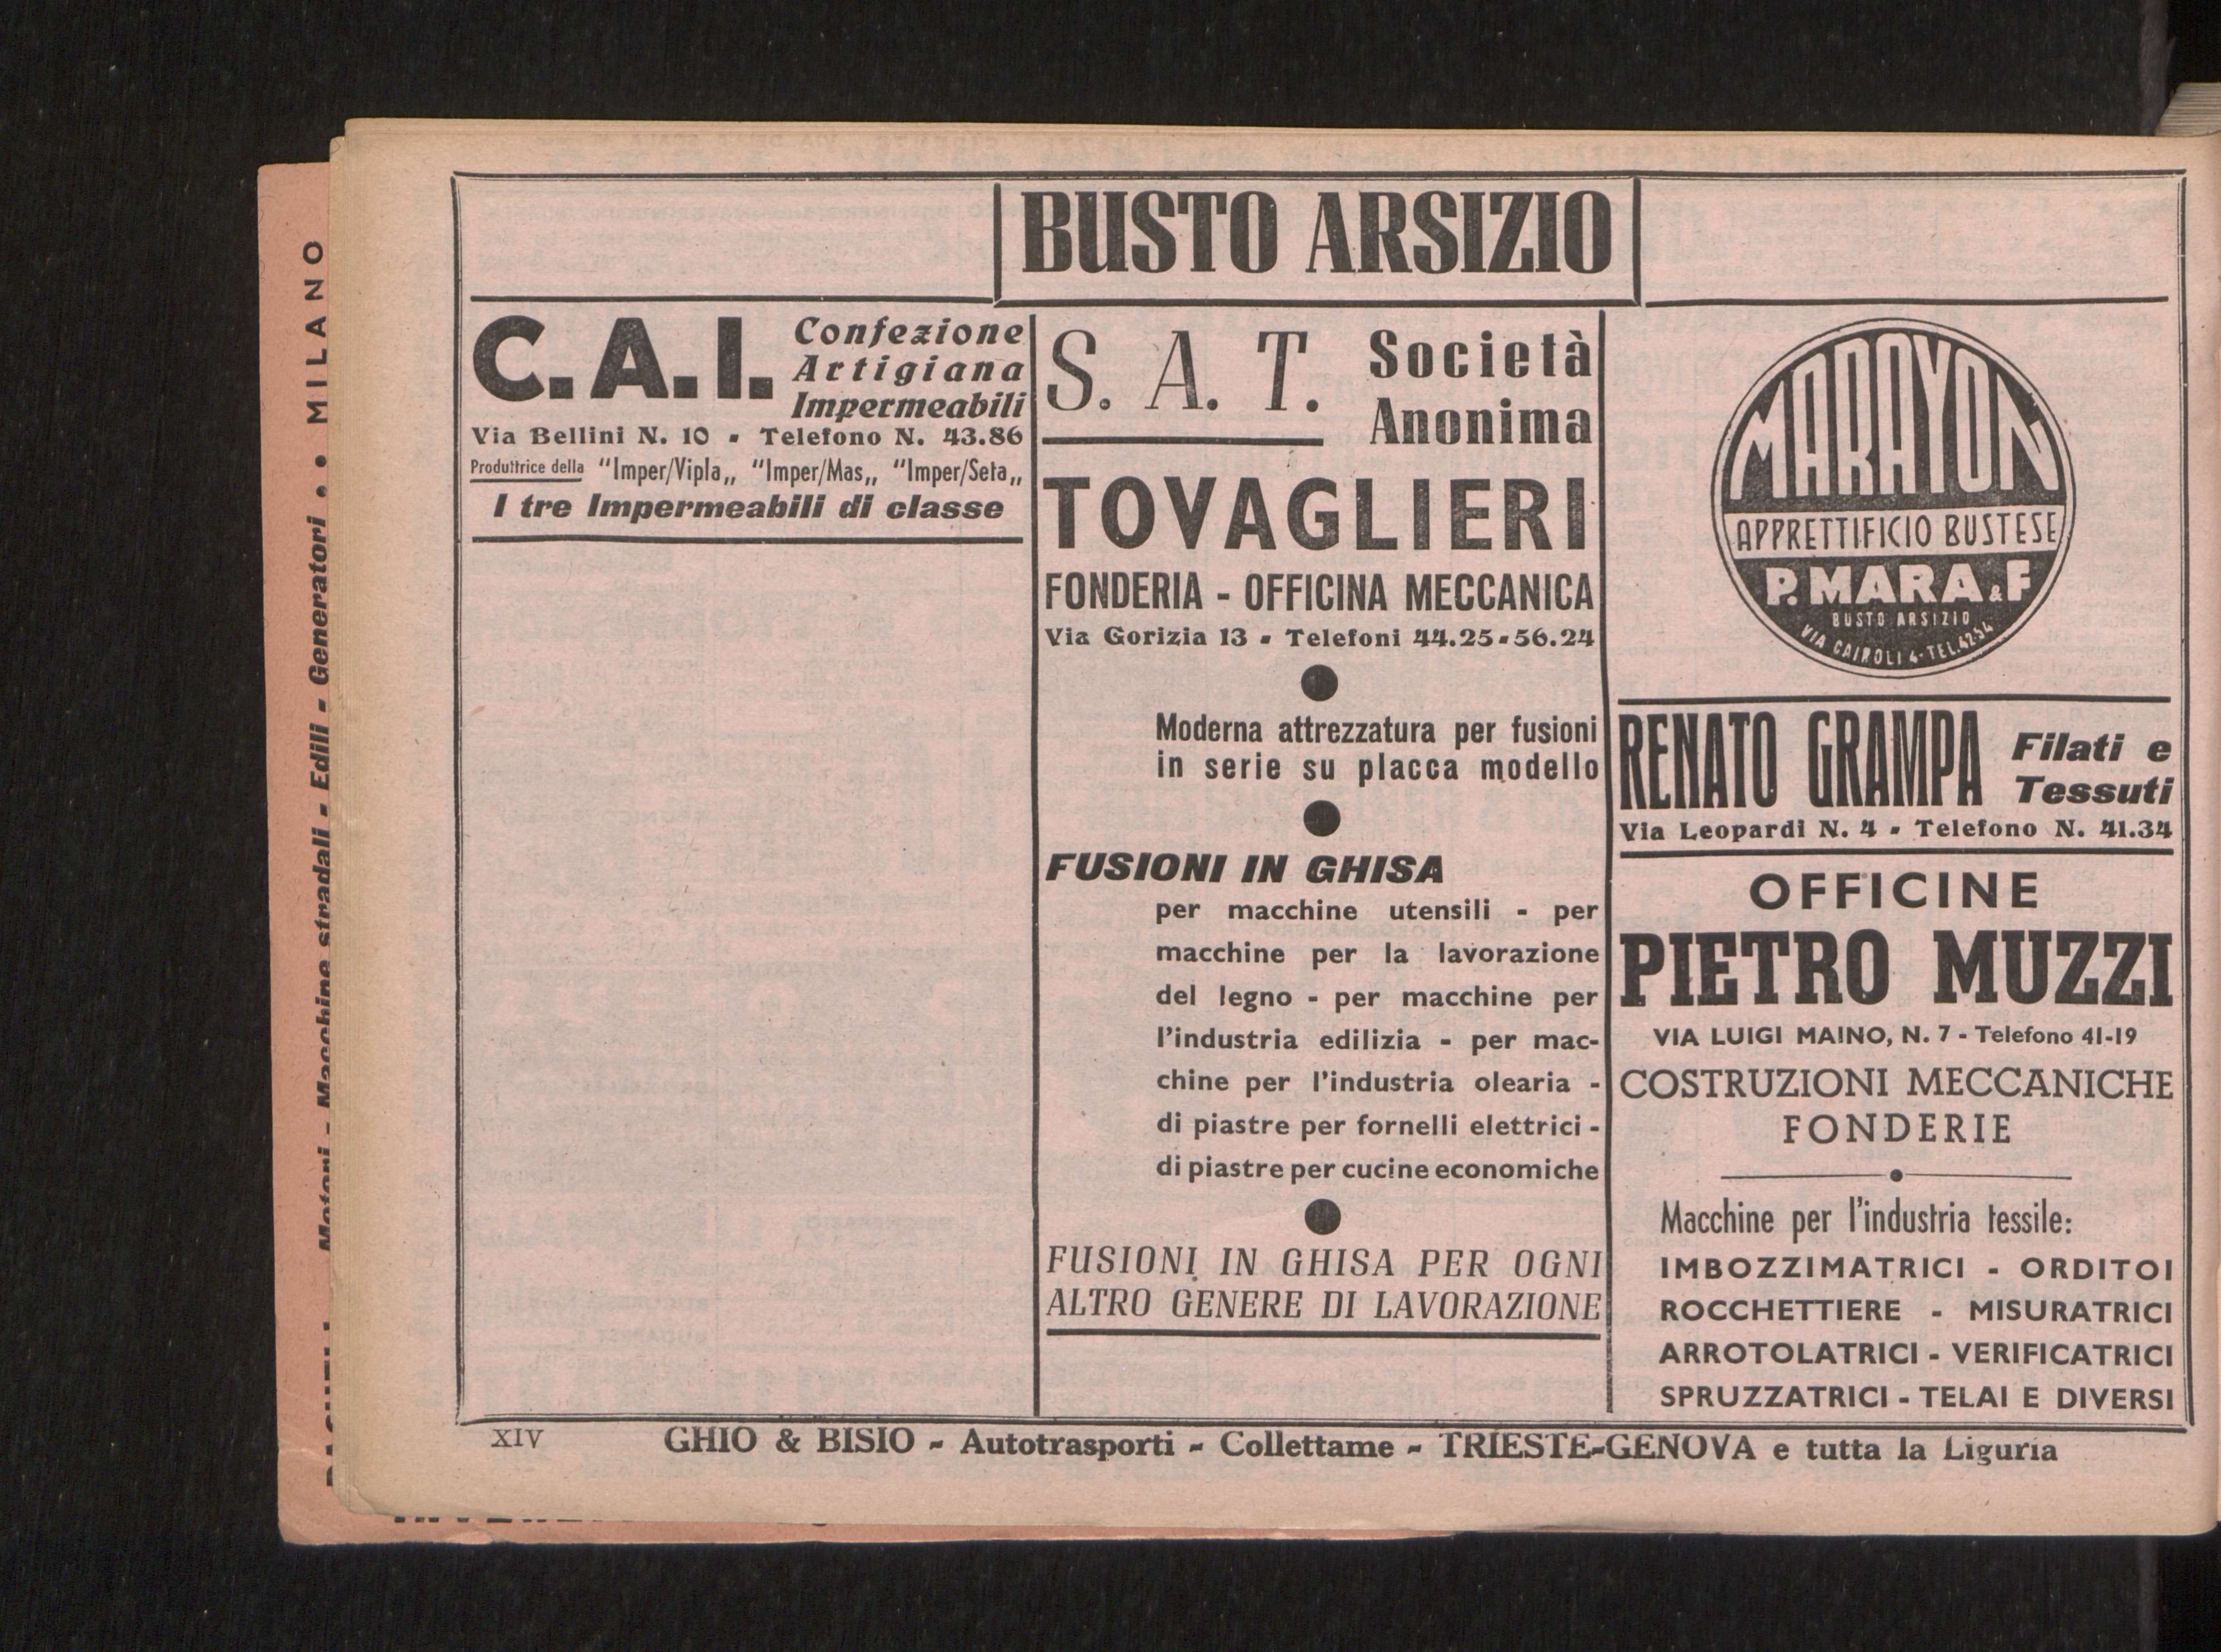 BUSTO ARSIZIO
C.A.I. Confezione
Artigiana
Impermeabili
Via Bellini N. 10 - Telefono N. 43.86
Produttrice della “Imper/Vipla„ “Imper/Mas„ “Imper/Seta„
I tre Impermeabili di classe
S. A. T. Società
Anonima
TOVAGLIERI
FONDERIA - OFFICINA MECCANICA
Via Gorizia 13 - Telefoni 44.25-56.24
Moderna attrezzatura per fusioni
in serie su placca modello
FUSIONI IN GHISA
per macchine utensili - per
macchine per la lavorazione
del legno - per macchine per
l'industria edilizia - per mac-
chine per l'industria olearia -
di piastre per fornelli elettrici -
di piastre per cucine economiche
FUSIONI IN GHISA PER OGNI
ALTRO GENERE DI LAVORAZIONE
MARAYON
APPRETTIFICIO BUSTESE
P. MARA & F
BUSTO ARSIZIO
VIA CAIROLI 4 - TEL. 4254
RENATO GRAMPA Filati e
Tessuti
Via Leopardi N. 4 - Telefono N. 41.34
OFFICINE
PIETRO MUZZI
VIA LUIGI MAINO, N. 7 - Telefono 41-19
COSTRUZIONI MECCANICHE
FONDERIE
Macchine per l'industria tessile:
IMBOZZIMATRICI - ORDITOI
ROCCHETTIERE - MISURATRICI
ARROTOLATRICI - VERIFICATRICI
SPRUZZATRICI - TELAI E DIVERSI
XIV GHIO & BISIO - Autotrasporti - Collettame - TRIESTE-GENOVA e tutta la Liguria
Motori - Macchine stradali - Edili - Generatori • • MILANO